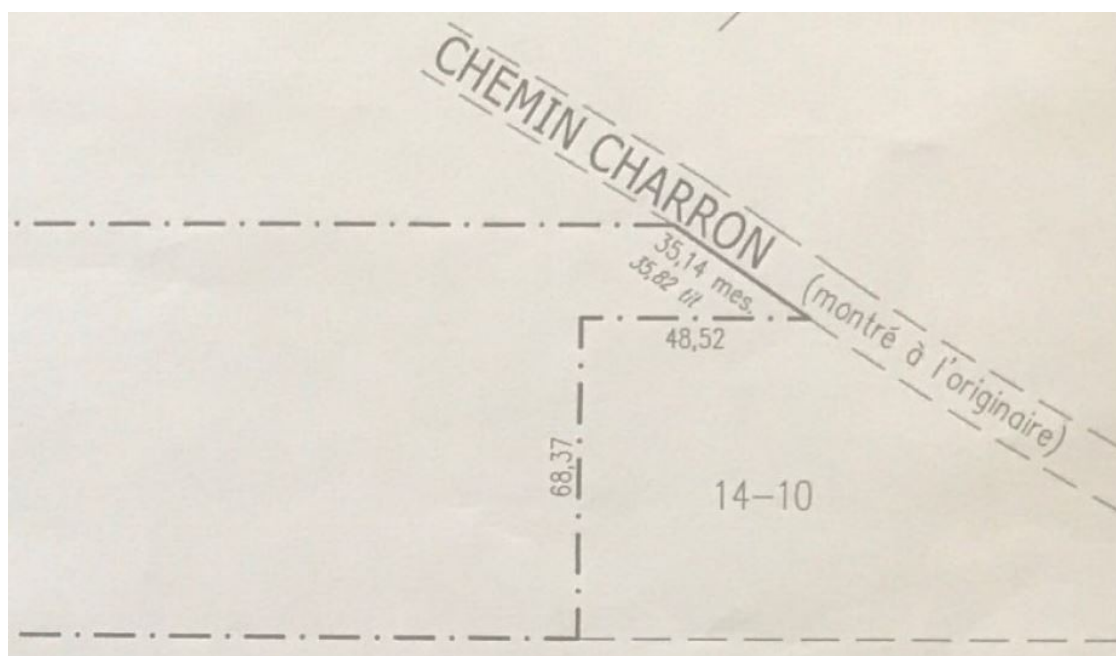 CHEMIN CHARRON
(montré à l'originaire)
35,14 mes.
35,82 tit
48,52
68,37
14-10